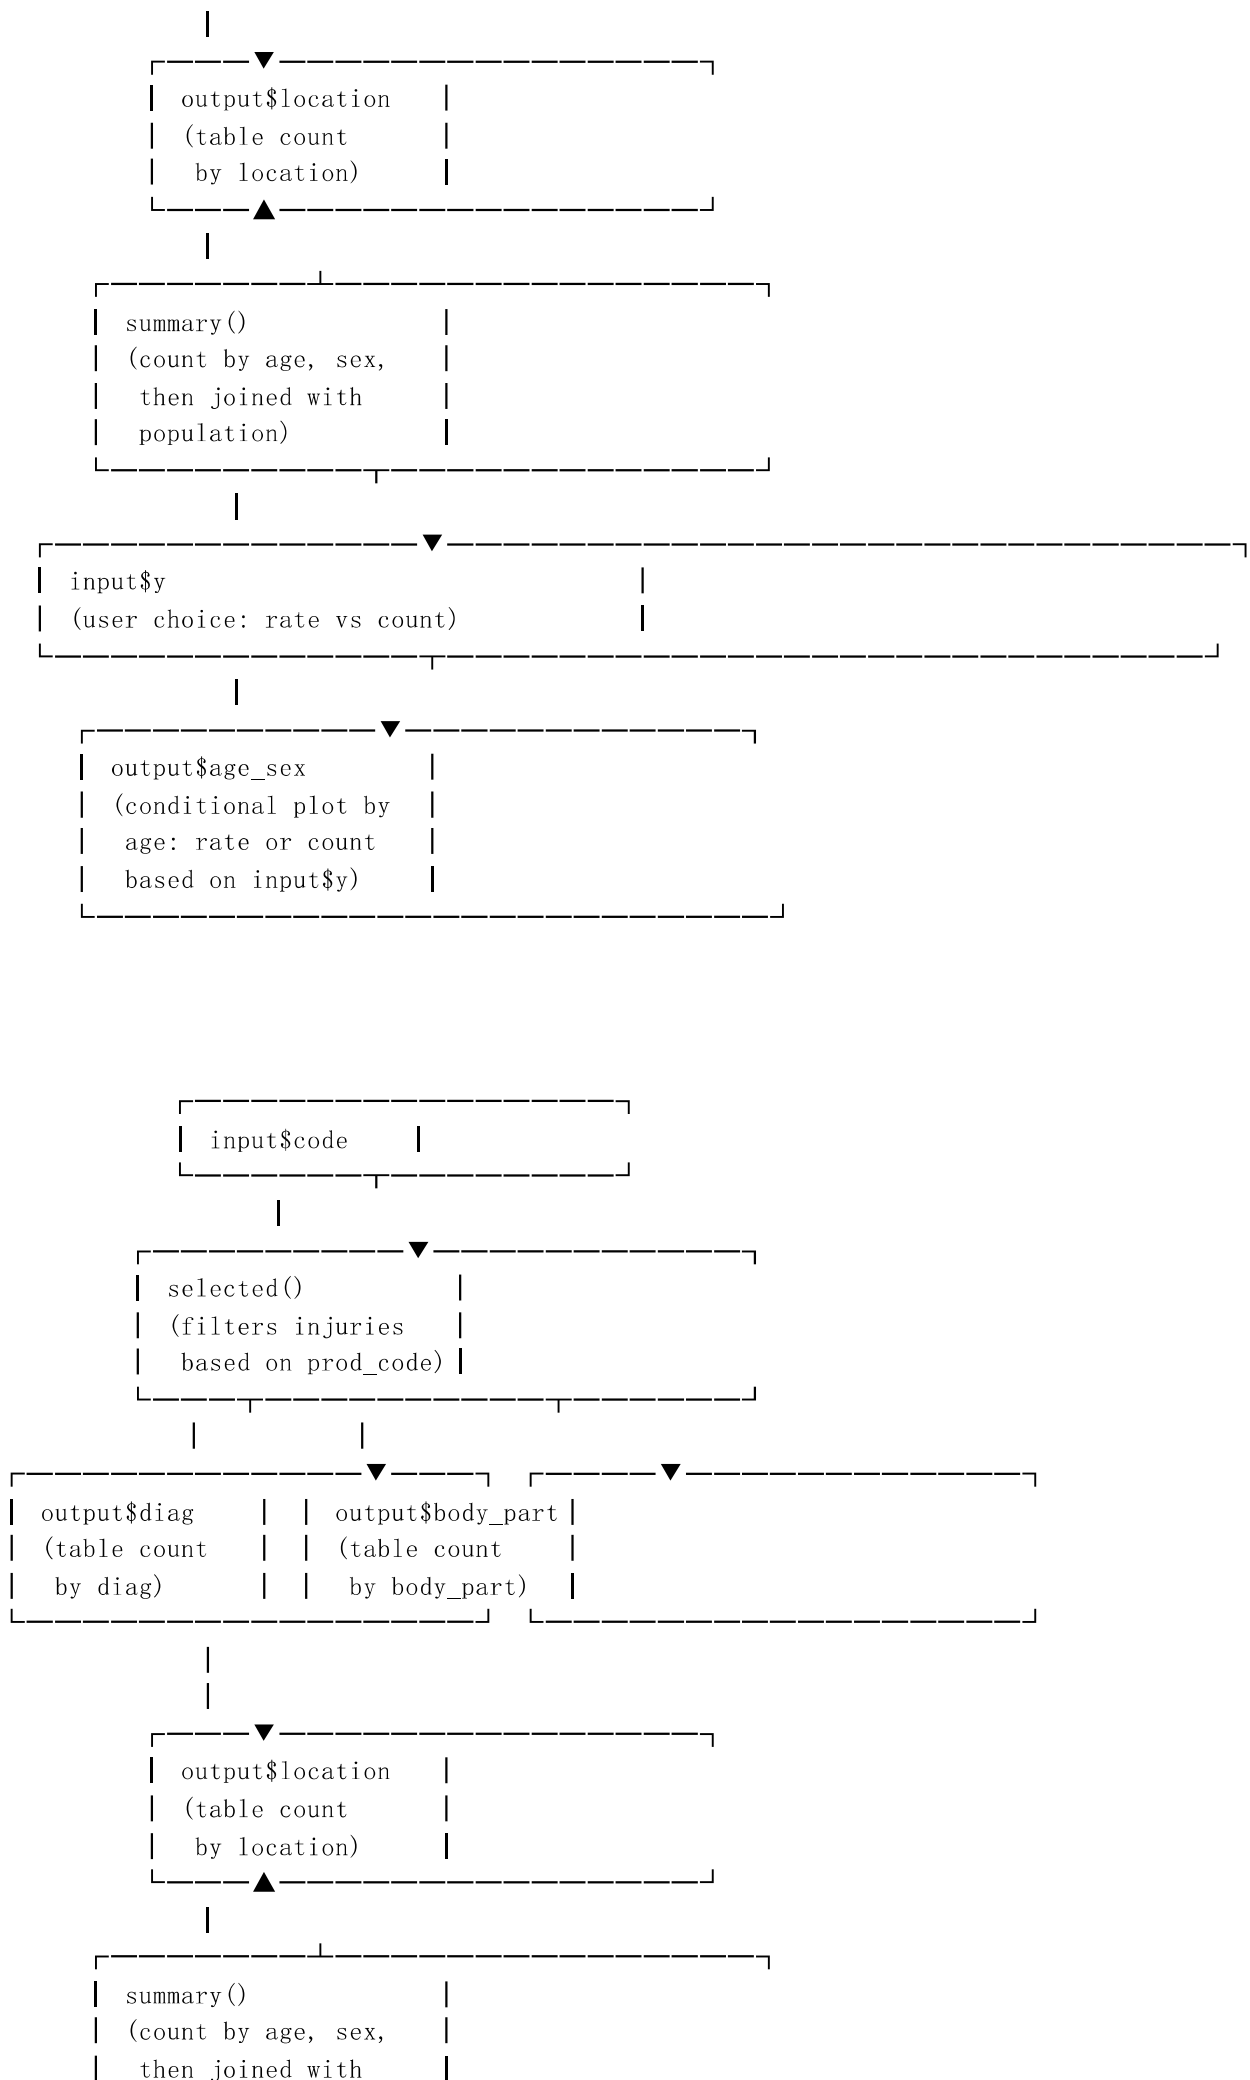 output$location
(table count
by location)
summary()
(count by age, sex,
then joined with
population)
input$y
(user choice: rate vs count)
output$age_sex
(conditional plot by
age: rate or count
based on input$y)
input$code
selected()
(filters injuries
based on prod_code)
output$diag
(table count
by diag)
output$body_part
(table count
by body_part)
output$location
(table count
by location)
summary()
(count by age, sex,
then joined with